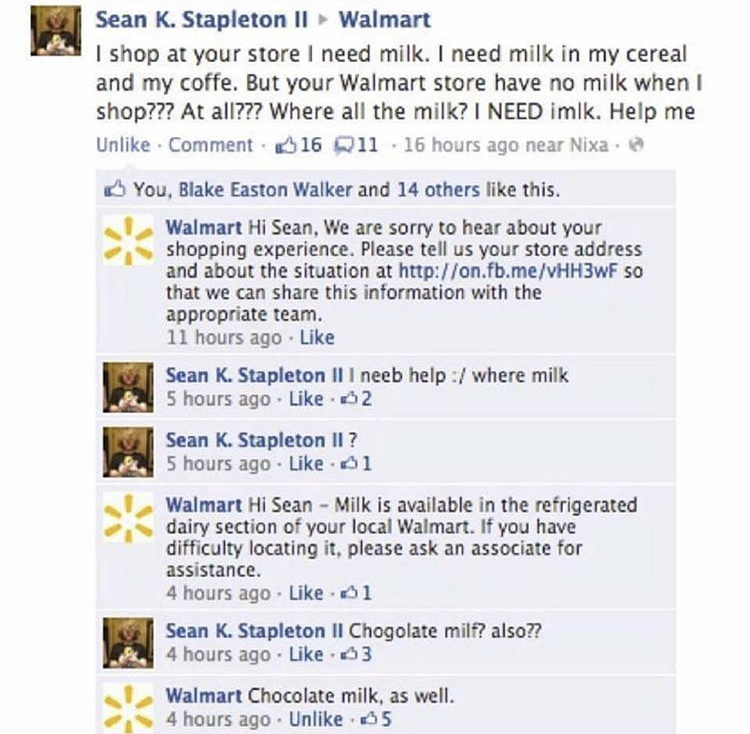 Sean K. Stapleton II ▸ Walmart
I shop at your store I need milk. I need milk in my cereal
and my coffe. But your Walmart store have no milk when I
shop??? At all??? Where all the milk? I NEED imlk. Help me
Unlike · Comment · 16 11 · 16 hours ago near Nixa ·
You, Blake Easton Walker and 14 others like this.
Walmart Hi Sean, We are sorry to hear about your
shopping experience. Please tell us your store address
and about the situation at http://on.fb.me/vHH3wF so
that we can share this information with the
appropriate team.
11 hours ago · Like
Sean K. Stapleton II I neeb help :/ where milk
5 hours ago · Like · 2
Sean K. Stapleton II ?
5 hours ago · Like · 1
Walmart Hi Sean – Milk is available in the refrigerated
dairy section of your local Walmart. If you have
difficulty locating it, please ask an associate for
assistance.
4 hours ago · Like · 1
Sean K. Stapleton II Chogolate milf? also??
4 hours ago · Like · 3
Walmart Chocolate milk, as well.
4 hours ago · Unlike · 5